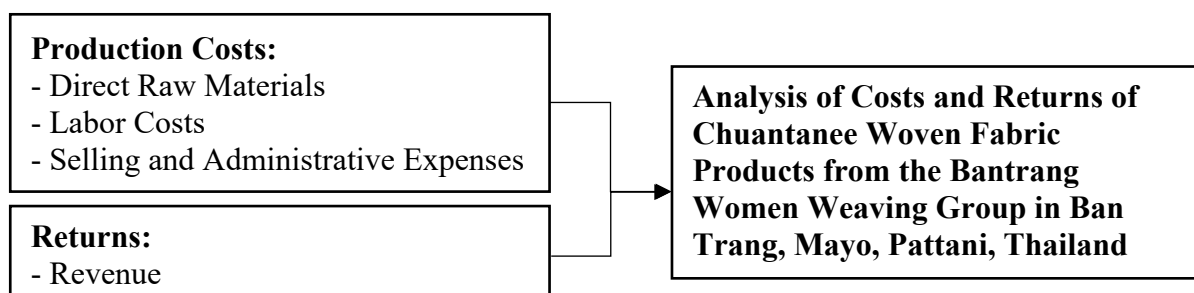 Production Costs:
- Direct Raw Materials
- Labor Costs
- Selling and Administrative Expenses
Returns:
- Revenue
Analysis of Costs and Returns of
Chuantanee Woven Fabric
Products from the Bantrang
Women Weaving Group in Ban
Trang, Mayo, Pattani, Thailand